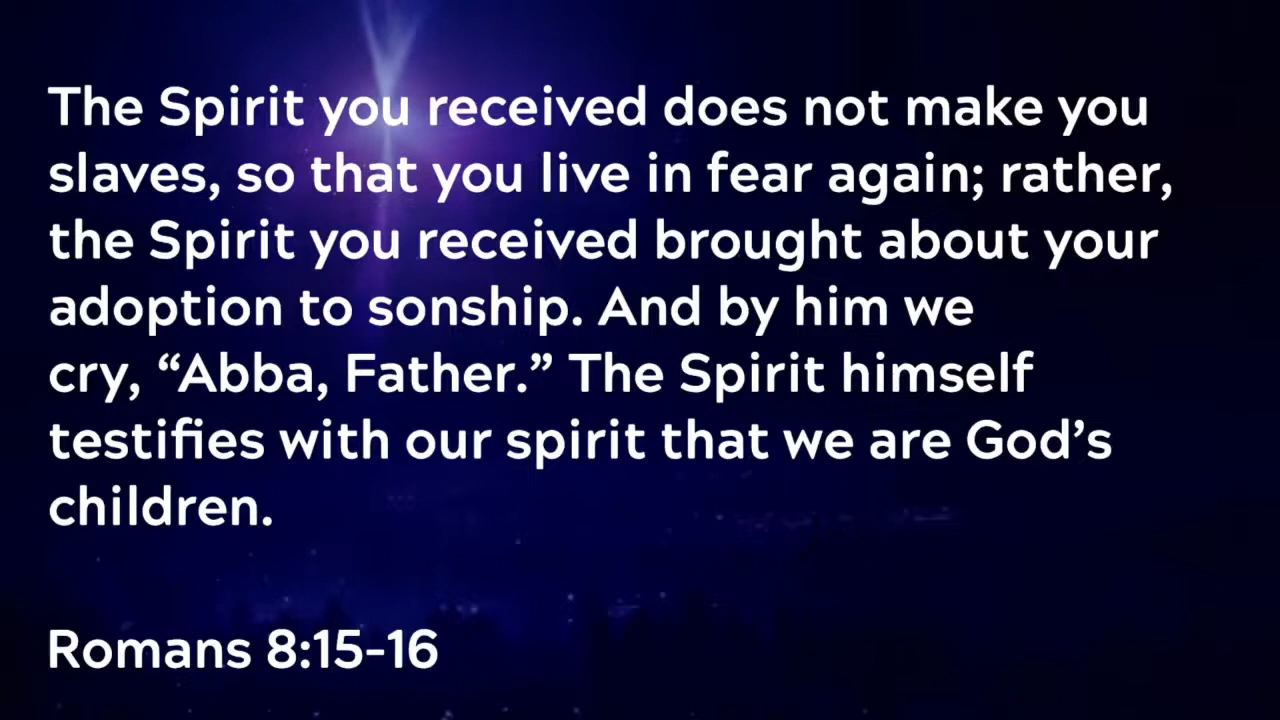 The Spirit you received does not make you
slaves, so that you live in fear again; rather,
the Spirit you received brought about your
adoption to sonship. And by him we
cry, “Abba, Father.” The Spirit himself
testifies with our spirit that we are God’s
children.
Romans 8:15-16